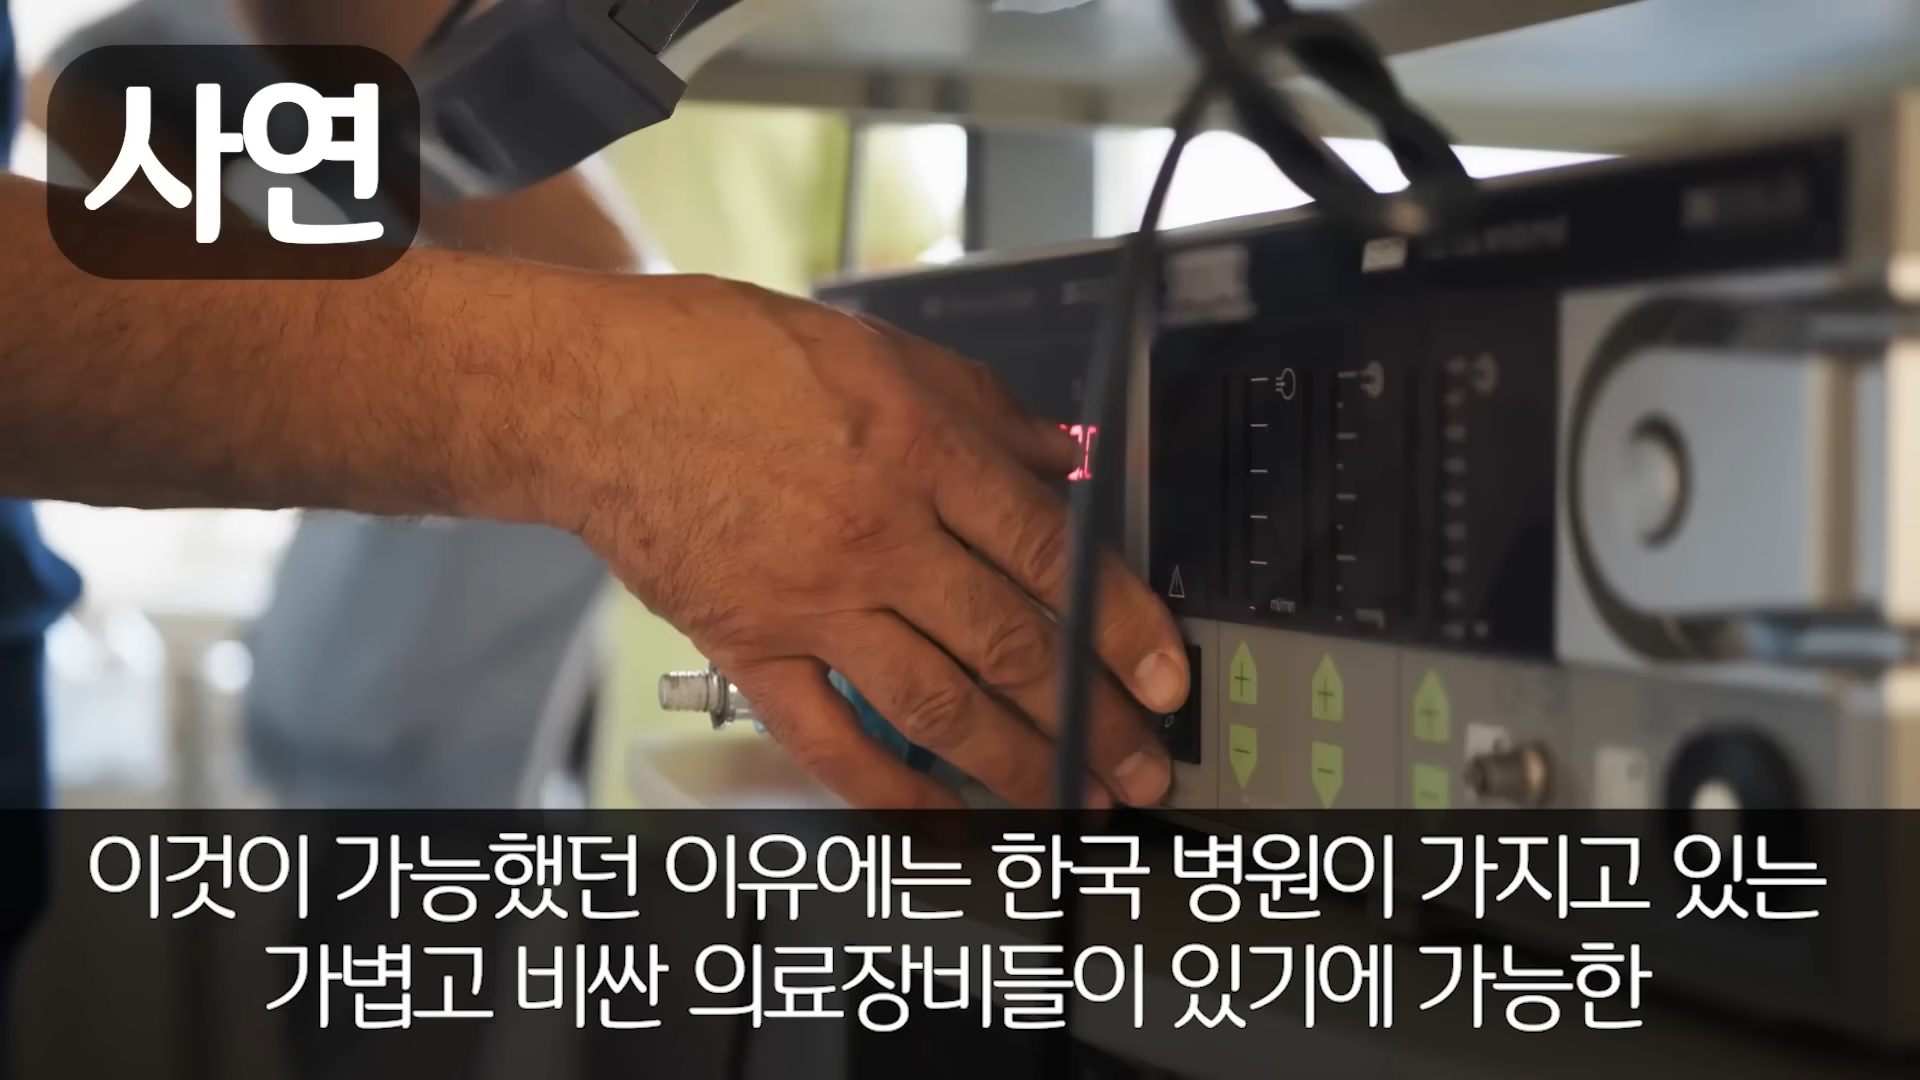 사연
이것이 가능했던 이유에는 한국 병원이 가지고 있는
가볍고 비싼 의료장비들이 있기에 가능한